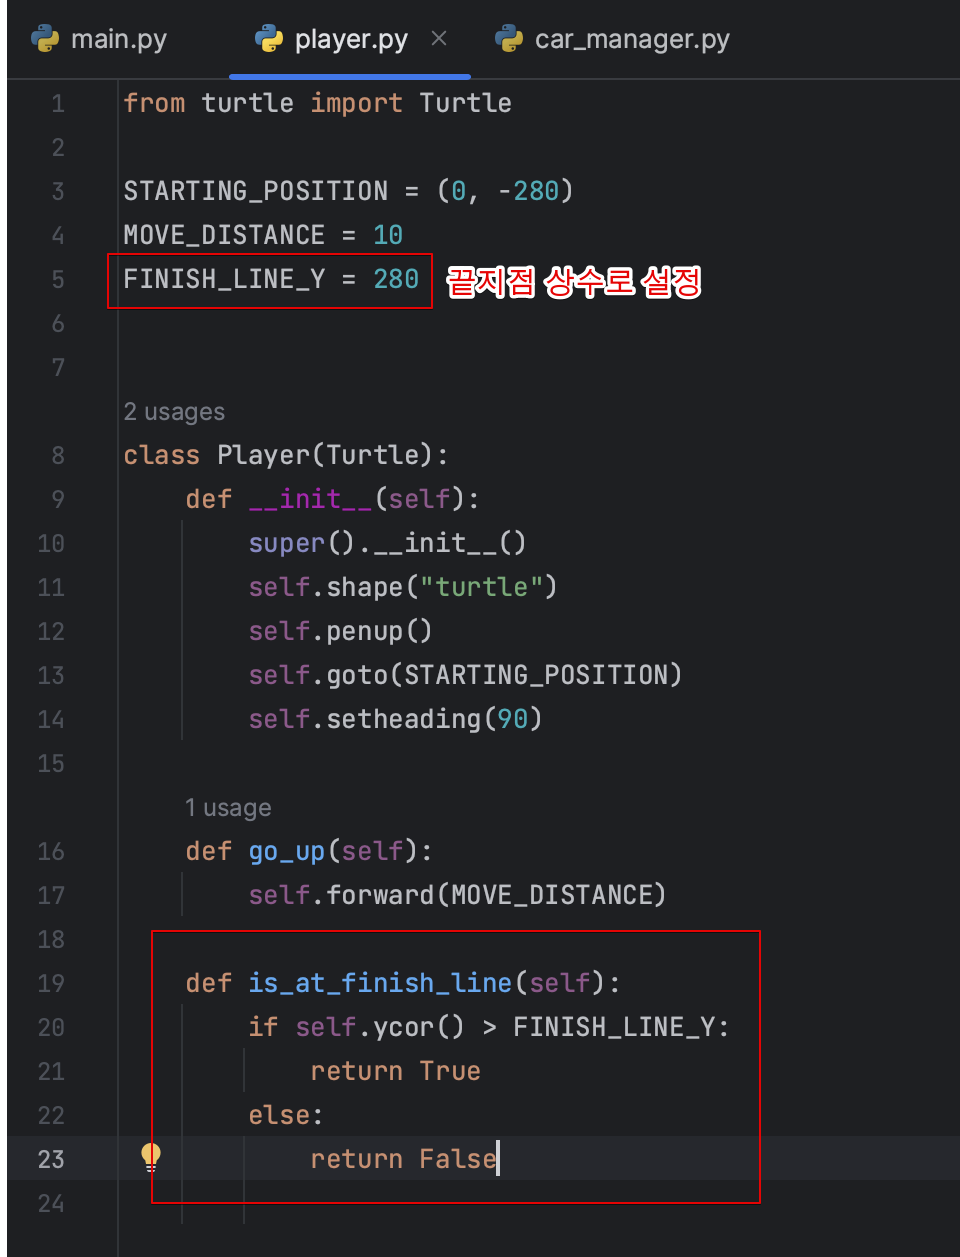 main.py player.py car_manager.py
1 from turtle import Turtle
2
3 STARTING_POSITION = (0, -280)
4 MOVE_DISTANCE = 10
5 FINISH_LINE_Y = 280 끝지점 상수로 설정
6
7
2 usages
8 class Player(Turtle):
9     def __init__(self):
10         super().__init__()
11         self.shape("turtle")
12         self.penup()
13         self.goto(STARTING_POSITION)
14         self.setheading(90)
15
1 usage
16     def go_up(self):
17         self.forward(MOVE_DISTANCE)
18
19     def is_at_finish_line(self):
20         if self.ycor() > FINISH_LINE_Y:
21             return True
22         else:
23             return False
24